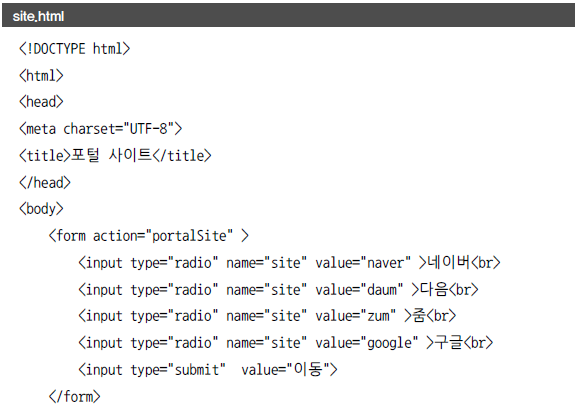 site.html
<!DOCTYPE html>
<html>
<head>
<meta charset="UTF-8">
<title>포털 사이트</title>
</head>
<body>
<form action="portalSite" >
<input type="radio" name="site" value="naver" >네이버<br>
<input type="radio" name="site" value="daum" >다음<br>
<input type="radio" name="site" value="zum" >줌<br>
<input type="radio" name="site" value="google" >구글<br>
<input type="submit"  value="이동">
</form>